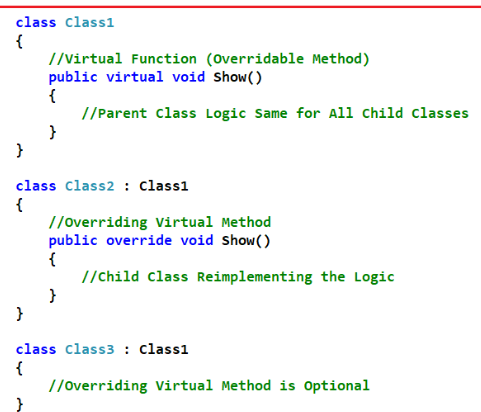 class Class1
{
    //Virtual Function (Overridable Method)
    public virtual void Show()
    {
        //Parent Class Logic Same for All Child Classes
    }
}
class Class2 : Class1
{
    //Overriding Virtual Method
    public override void Show()
    {
        //Child Class Reimplementing the Logic
    }
}
class Class3 : Class1
{
    //Overriding Virtual Method is Optional
}